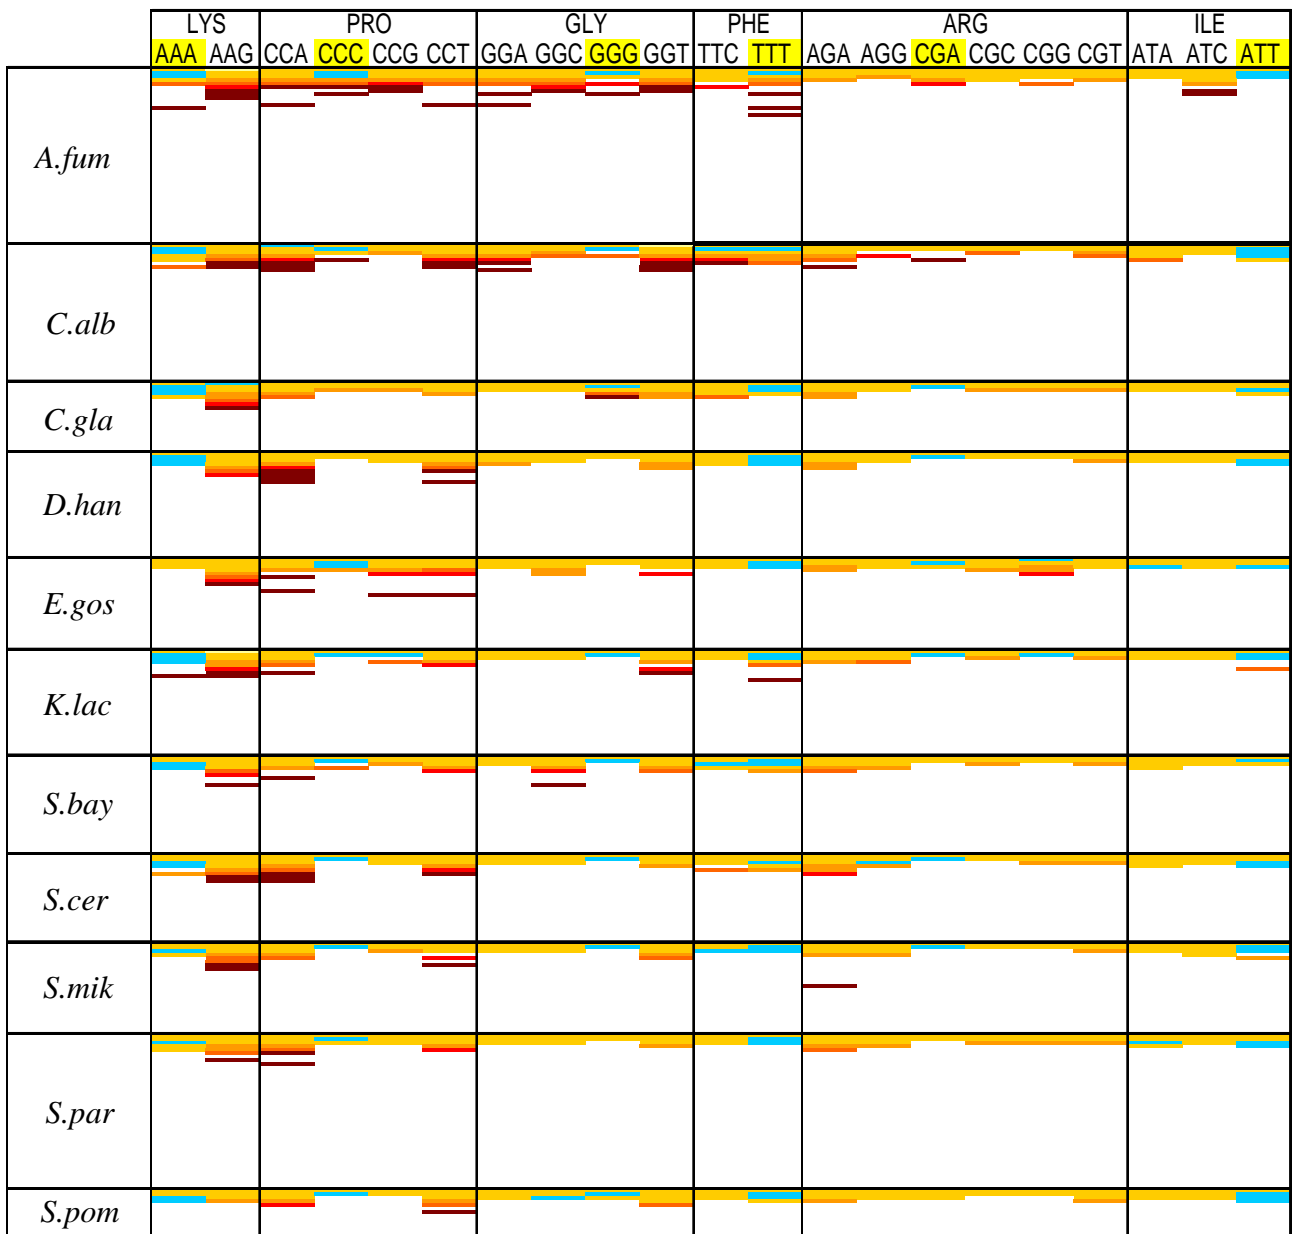 LYS PRO GLY PHE ARG ILE
AAA AAG CCA CCC CCG CCT GGA GGC GGG GGT TTC TTT AGA AGG CGA CGC CGG CGT ATA ATC ATT
A.fum
C.alb
C.gla
D.han
E.gos
K.lac
S.bay
S.cer
S.mik
S.par
S.pom